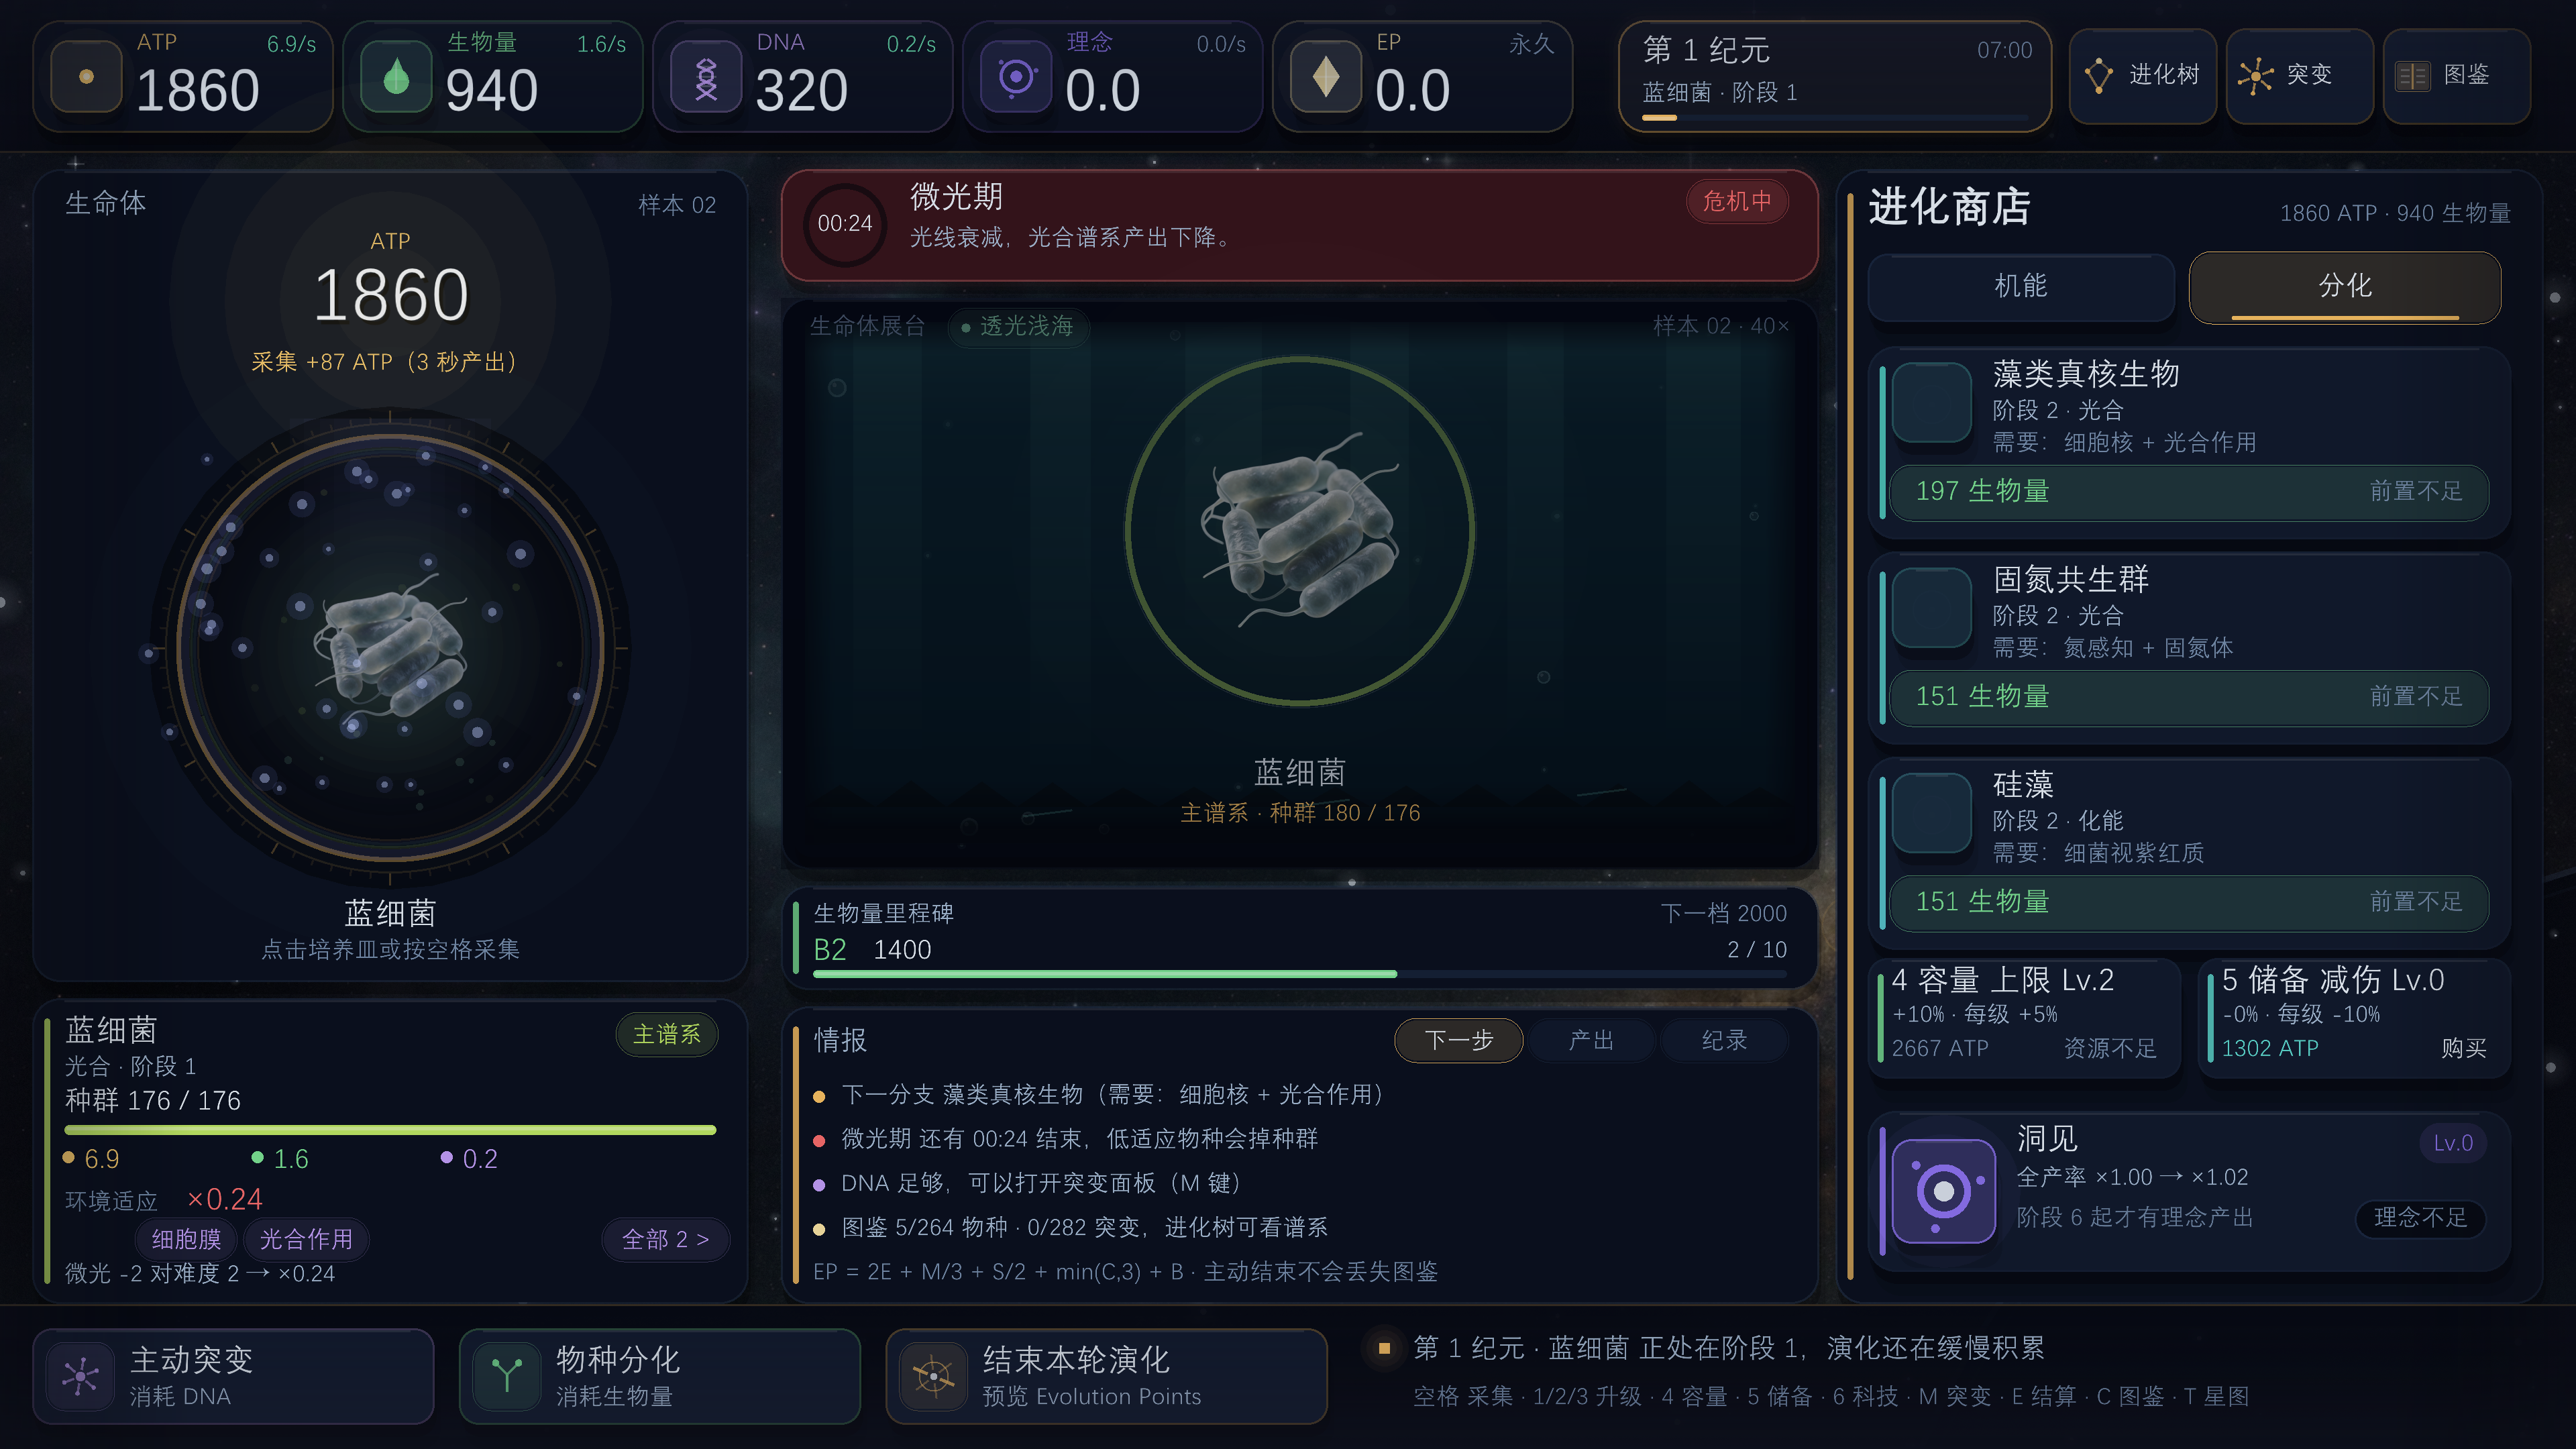 ATP 6.9/s
1860
生物量 1.6/s
940
DNA 0.2/s
320
理念 0.0/s
0.0
EP 永久
0.0
第 1 纪元 07:00
蓝细菌 · 阶段 1
进化树
突变
图鉴
生命体 样本 02
ATP
1860
采集 +87 ATP（3 秒产出）
蓝细菌
点击培养皿或按空格采集
蓝细菌 主谱系
光合 · 阶段 1
种群 176 / 176
6.9 1.6 0.2
环境适应 ×0.24
细胞膜 光合作用 全部 2 >
微光 -2 对难度 2 → ×0.24
00:24
微光期 危机中
光线衰减，光合谱系产出下降。
生命体展台 透光浅海 样本 02 · 40×
蓝细菌
主谱系 · 种群 180 / 176
生物量里程碑 下一档 2000
B2 1400 2 / 10
情报 下一步 产出 纪录
下一分支 藻类真核生物（需要：细胞核 + 光合作用）
微光期 还有 00:24 结束，低适应物种会掉种群
DNA 足够，可以打开突变面板（M 键）
图鉴 5/264 物种 · 0/282 突变，进化树可看谱系
EP = 2E + M/3 + S/2 + min(C,3) + B · 主动结束不会丢失图鉴
进化商店 1860 ATP · 940 生物量
机能 分化
藻类真核生物
阶段 2 · 光合
需要：细胞核 + 光合作用
197 生物量 前置不足
固氮共生群
阶段 2 · 光合
需要：氮感知 + 固氮体
151 生物量 前置不足
硅藻
阶段 2 · 化能
需要：细菌视紫红质
151 生物量 前置不足
4 容量 上限 Lv.2
+10% · 每级 +5%
2667 ATP 资源不足
5 储备 减伤 Lv.0
-0% · 每级 -10%
1302 ATP 购买
洞见 Lv.0
全产率 ×1.00 → ×1.02
阶段 6 起才有理念产出 理念不足
主动突变
消耗 DNA
物种分化
消耗生物量
结束本轮演化
预览 Evolution Points
第 1 纪元 · 蓝细菌 正处在阶段 1，演化还在缓慢积累
空格 采集 · 1/2/3 升级 · 4 容量 · 5 储备 · 6 科技 · M 突变 · E 结算 · C 图鉴 · T 星图